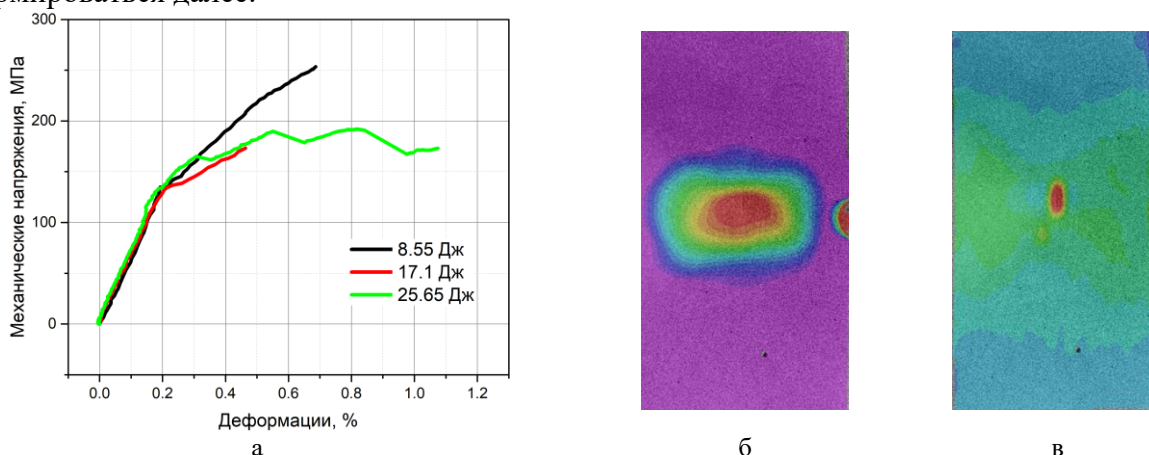 далее.
300
200
100
0
Механические напряжения, МПа
8.55 Дж
17.1 Дж
25.65 Дж
0.0 0.2 0.4 0.6 0.8 1.0 1.2
Деформации, %
а б в